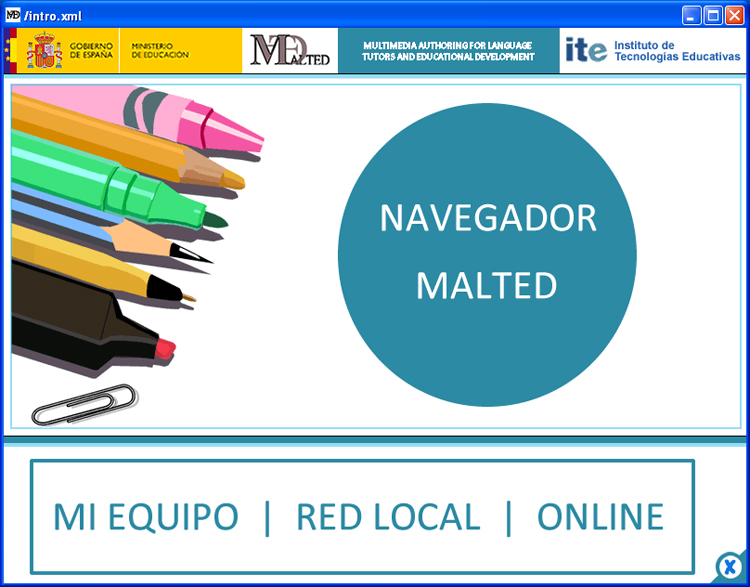 /intro.xml
GOBIERNO
DE ESPAÑA
MINISTERIO
DE EDUCACIÓN
MALTED
MULTIMEDIA AUTHORING FOR LANGUAGE
TUTORS AND EDUCATIONAL DEVELOPMENT
ite Instituto de
Tecnologías Educativas
NAVEGADOR
MALTED
MI EQUIPO | RED LOCAL | ONLINE
X